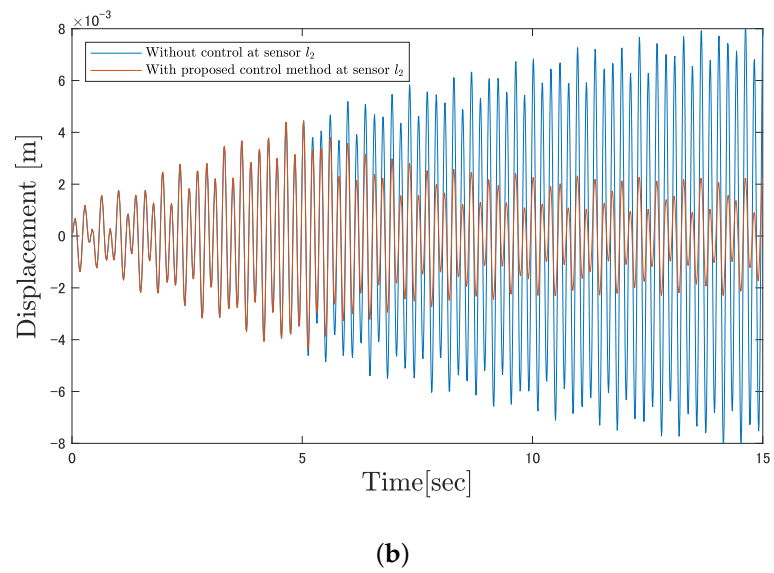 ×10⁻³
8
6
4
2
0
-2
-4
-6
-8
Displacement [m]
Without control at sensor l₂
With proposed control method at sensor l₂
0
5
10
15
Time[sec]
(b)